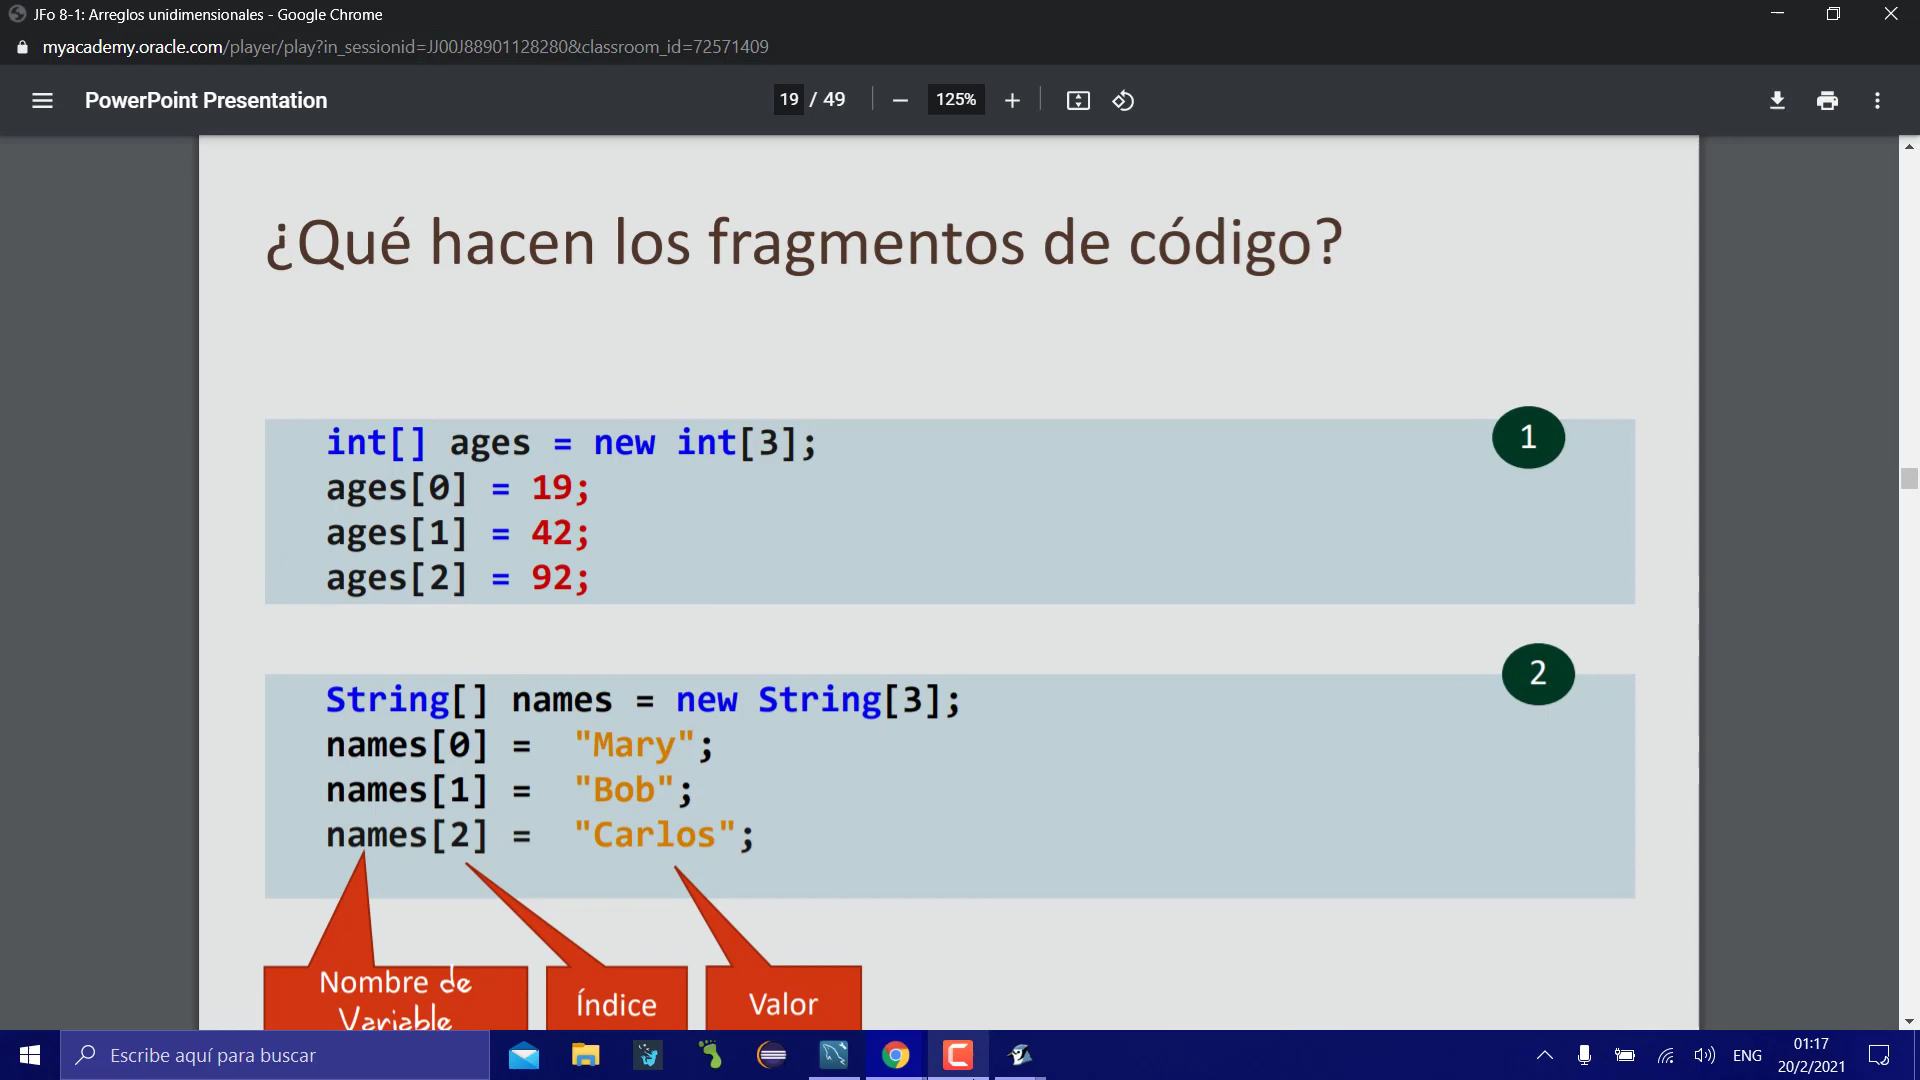 JFo 8-1: Arreglos unidimensionales - Google Chrome
myacademy.oracle.com/player/play?in_sessionid=JJ00J88901128280&classroom_id=72571409
PowerPoint Presentation
19 / 49
125%
¿Qué hacen los fragmentos de código?
1
int[] ages = new int[3];
ages[0] = 19;
ages[1] = 42;
ages[2] = 92;
2
String[] names = new String[3];
names[0] = "Mary";
names[1] = "Bob";
names[2] = "Carlos";
Nombre de
Variable
Índice
Valor
Escribe aquí para buscar
ENG
01:17
20/2/2021